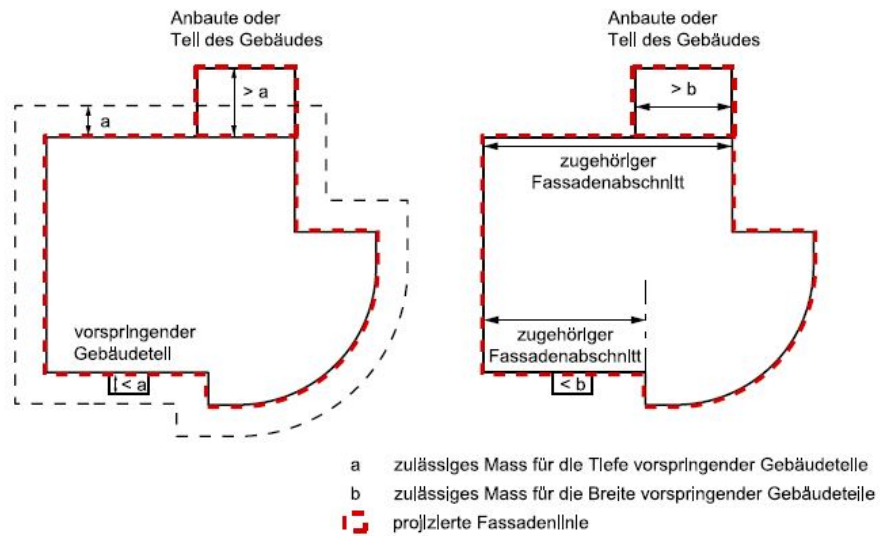 Anbaute oder
Teil des Gebäudes
> a
a
vorspringender
Gebäudeteil
< a
Anbaute oder
Teil des Gebäudes
> b
zugehöriger
Fassadenabschnitt
zugehöriger
Fassadenabschnitt
< b
a zulässiges Mass für die Tiefe vorspringender Gebäudeteile
b zulässiges Mass für die Breite vorspringender Gebäudeteile
projizierte Fassadenlinie